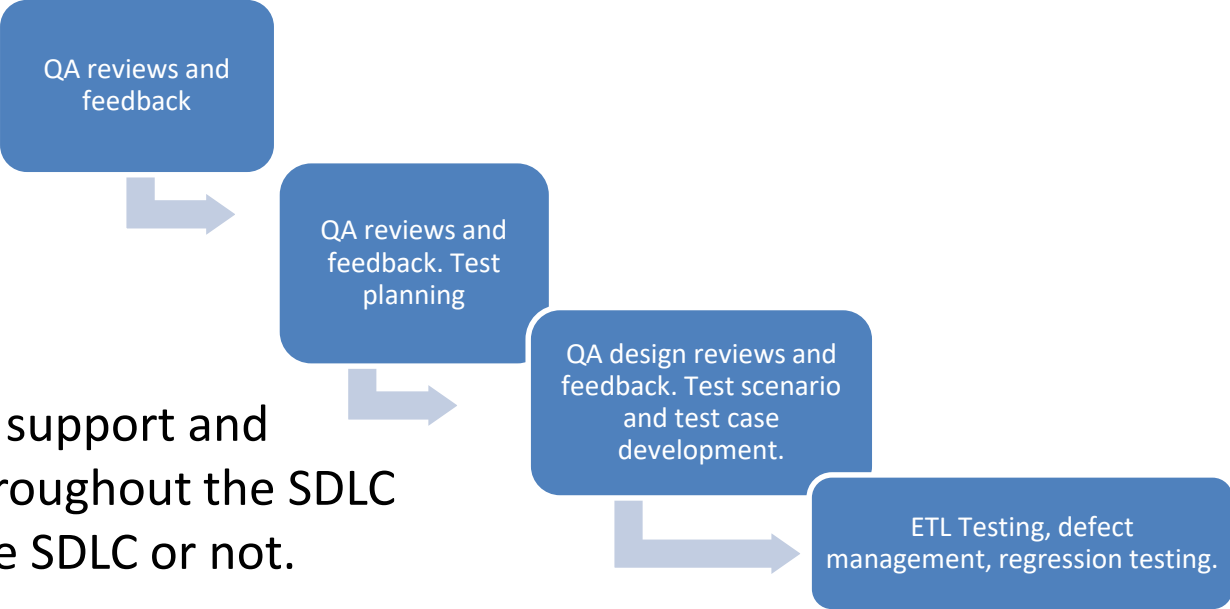 QA reviews and
feedback
QA reviews and
feedback. Test
planning
QA design reviews and
feedback. Test scenario
and test case
development.
support and
roughout the SDLC
e SDLC or not.
ETL Testing, defect
management, regression testing.